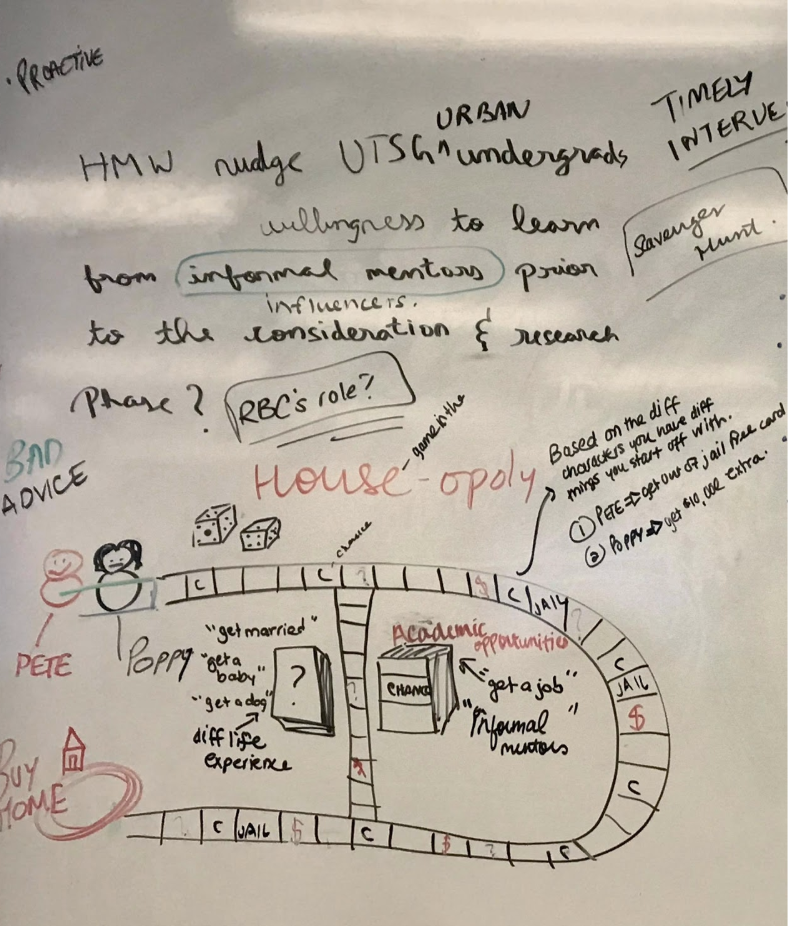 · PROACTIVE
URBAN
TIMELY
INTERVE
HMW nudge UTSG ^ undergrads
willingness to learn
Savenger
Hunt.
from informal mentors prior
influencers.
to the consideration & research
Phase? RBC's role?
BAD
ADVICE
House-opoly
game in the
Based on the diff
characters you have diff
things you start off with.
① PETE => get out of jail free card
② POPPY => get $10,000 extra.
chance
C C ? $ C JAIL ?
PETE
POPPY
"get married"
"get a
baby"
"get a dog"
?
diff life
experience
Academic
opportunities
CHANC
"get a job"
"Informal"
mentors
?
C
JAIL
$
C
BUY
HOME
? C JAIL $ C $ ?